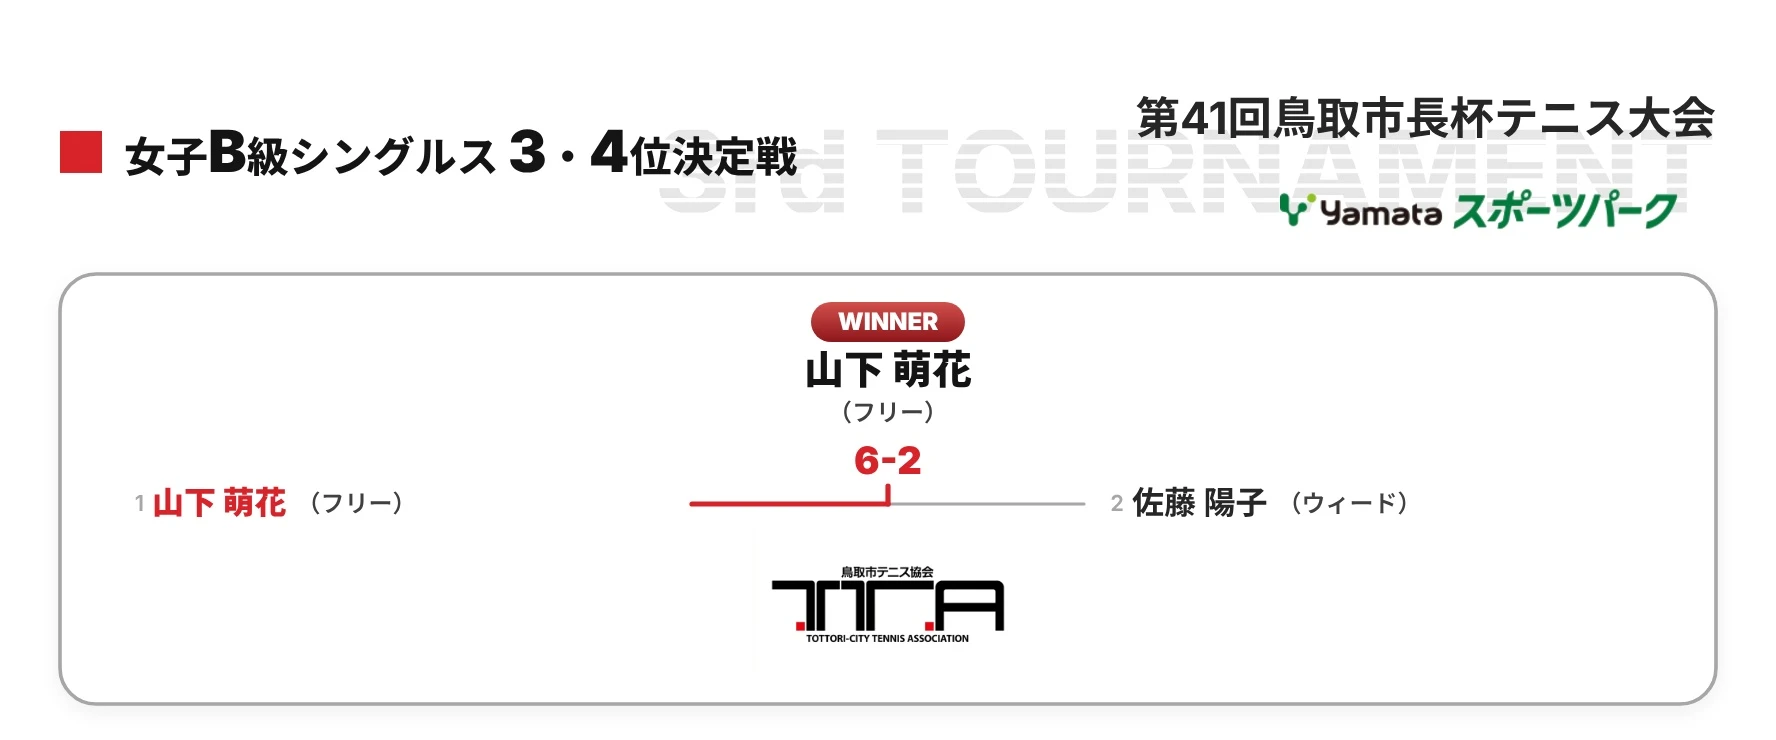 第41回鳥取市長杯テニス大会
女子B級シングルス 3・4位決定戦
3rd TOURNAMENT
Yamata スポーツパーク
WINNER
山下 萌花
（フリー）
6-2
1 山下 萌花 （フリー）
2 佐藤 陽子 （ウィード）
鳥取市テニス協会
TTA
TOTTORI-CITY TENNIS ASSOCIATION